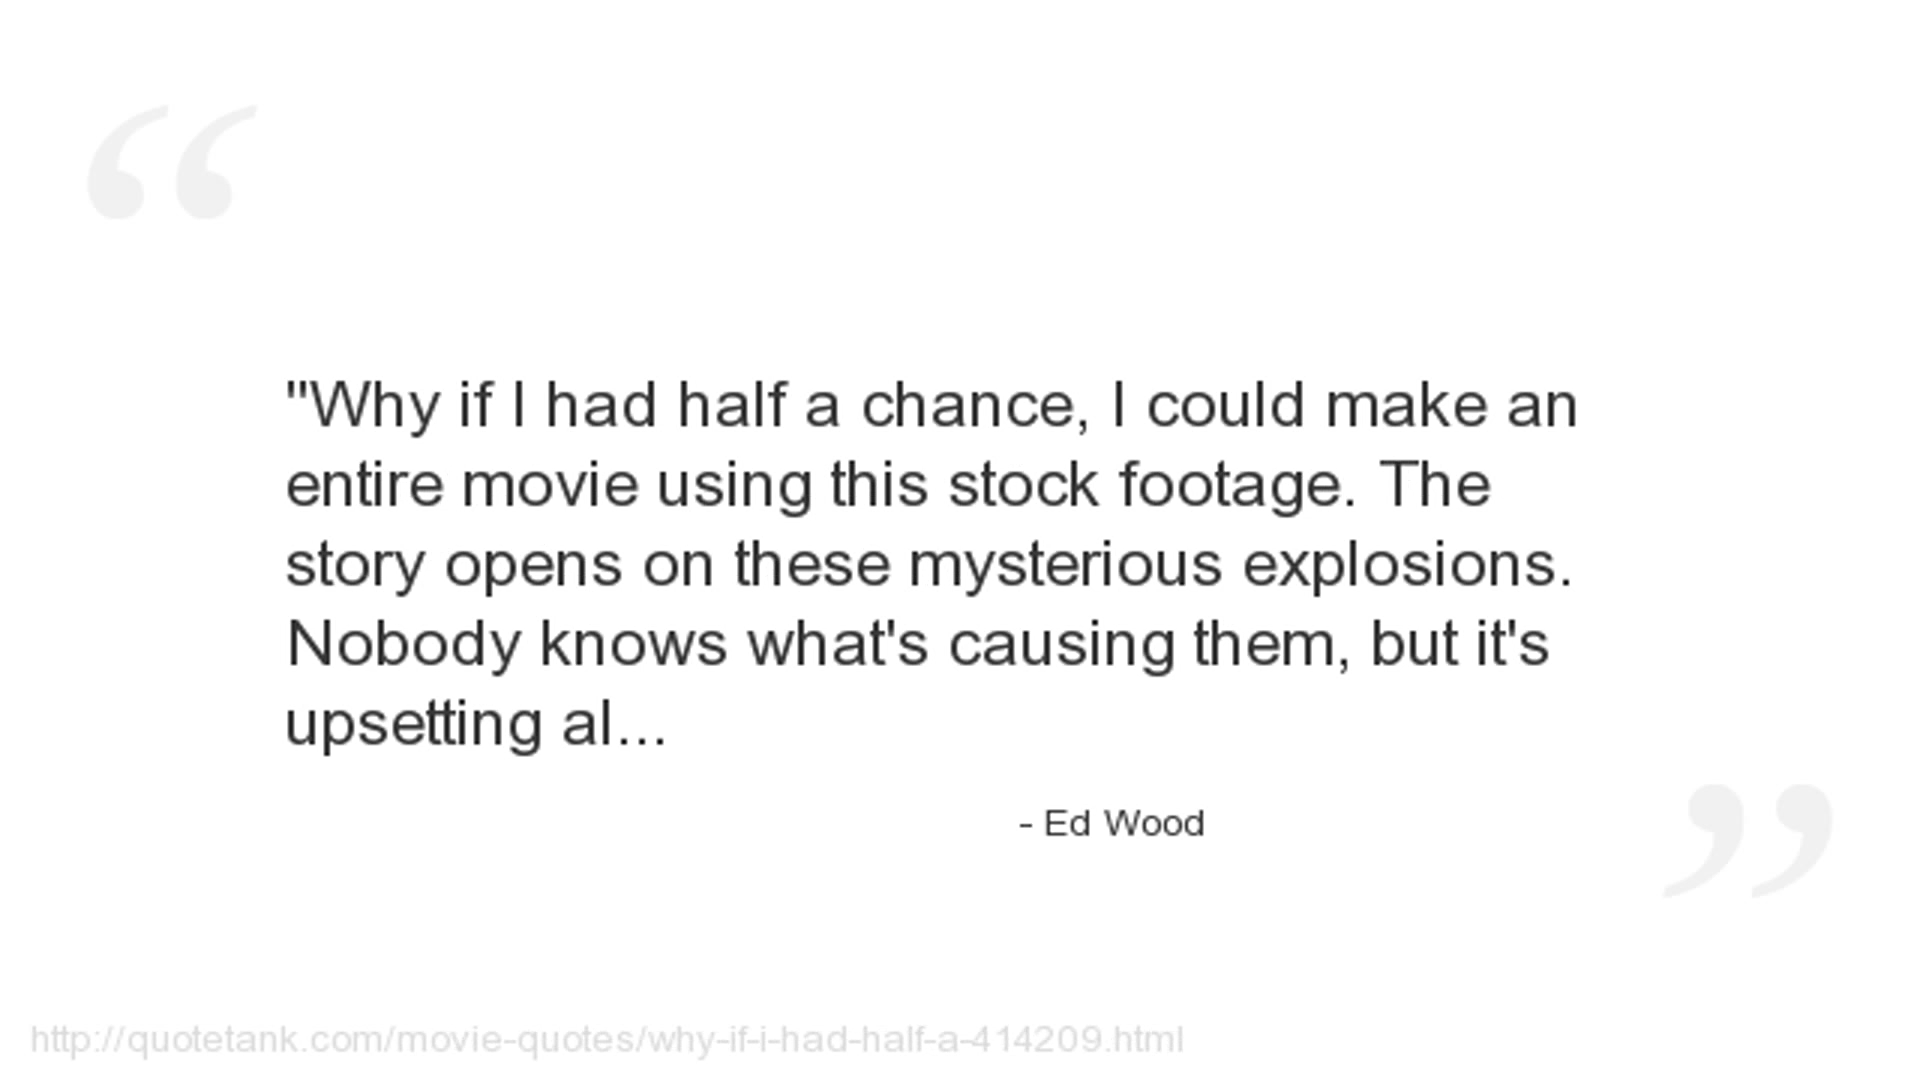 "Why if I had half a chance, I could make an
entire movie using this stock footage. The
story opens on these mysterious explosions.
Nobody knows what's causing them, but it's
upsetting al...
- Ed Wood
http://quotetank.com/movie-quotes/why-if-i-had-half-a-414209.html